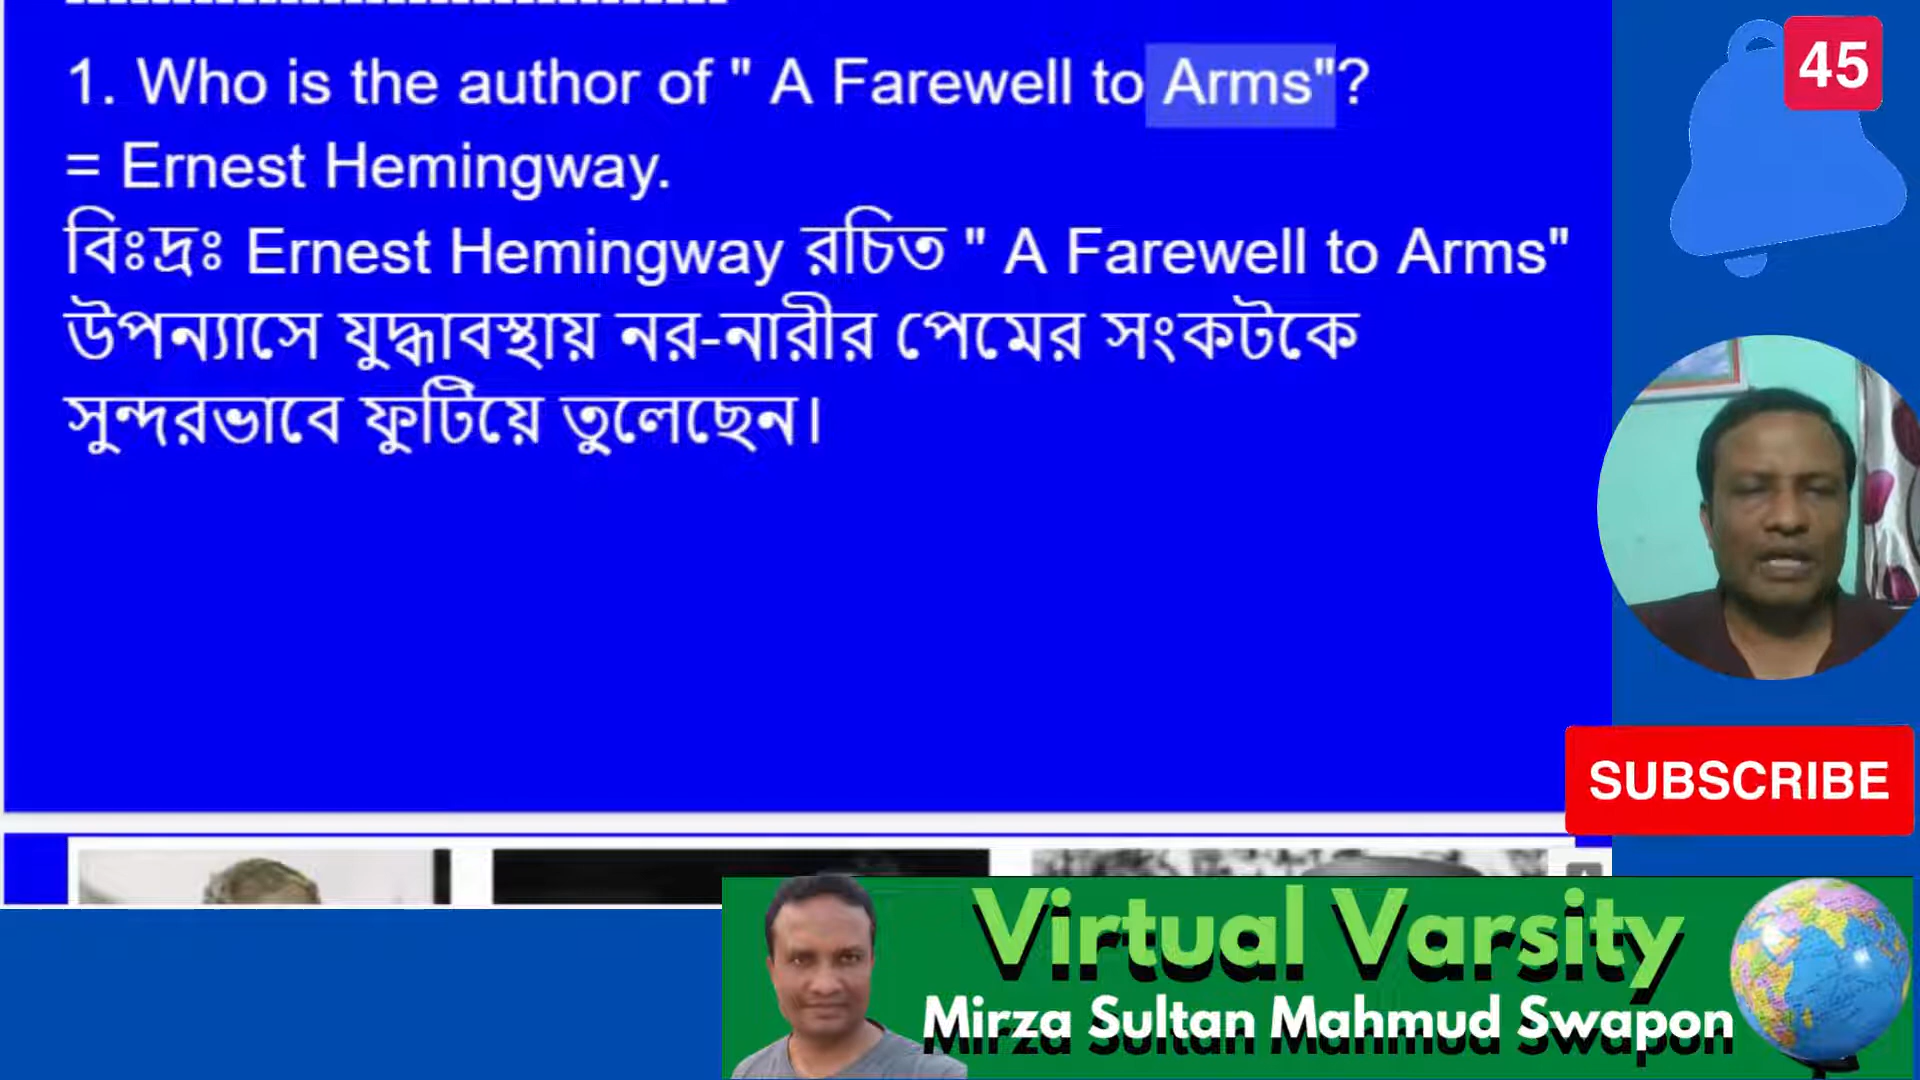 1. Who is the author of " A Farewell to Arms"?
= Ernest Hemingway.
বিঃদ্রঃ Ernest Hemingway রচিত " A Farewell to Arms"
উপন্যাসে যুদ্ধাবস্থায় নর-নারীর পেমের সংকটকে
সুন্দরভাবে ফুটিয়ে তুলেছেন।
45
SUBSCRIBE
Virtual Varsity
Mirza Sultan Mahmud Swapon